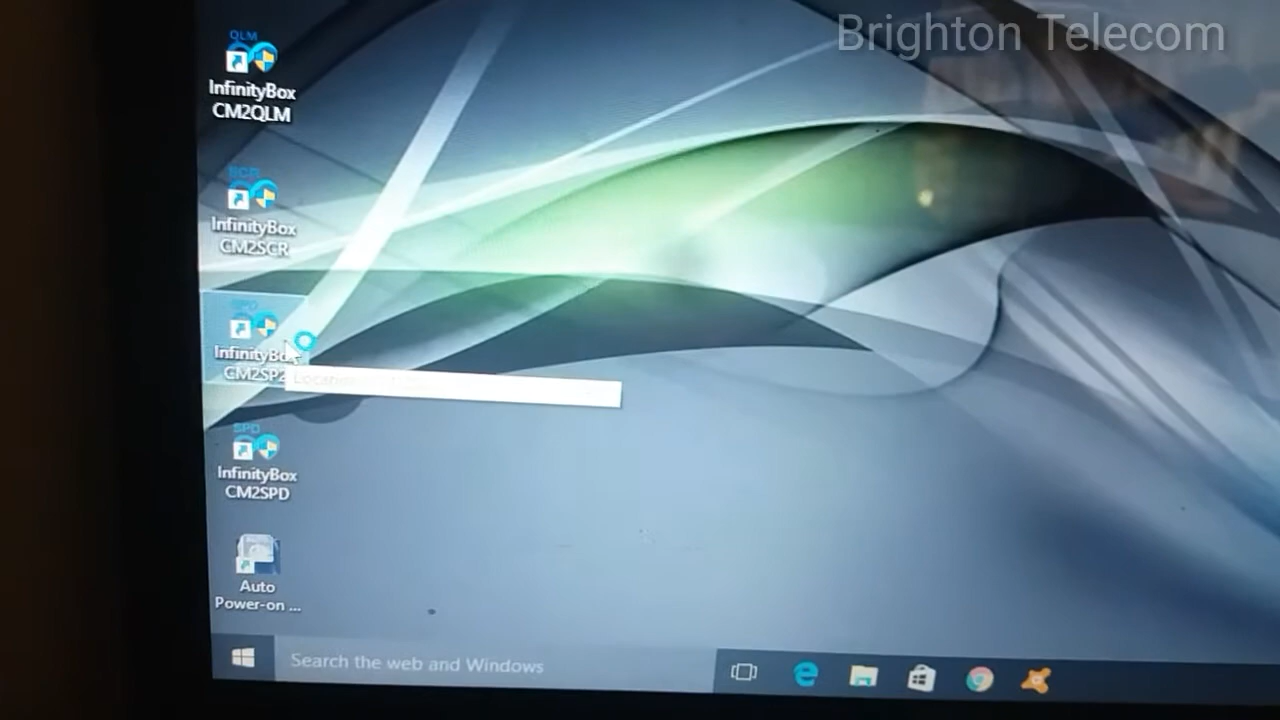 Brighton Telecom
QLM
InfinityBox
CM2QLM
SCR
InfinityBox
CM2SCR
InfinityBox
CM2SP2
SPD
InfinityBox
CM2SPD
Auto
Power-on ...
Search the web and Windows